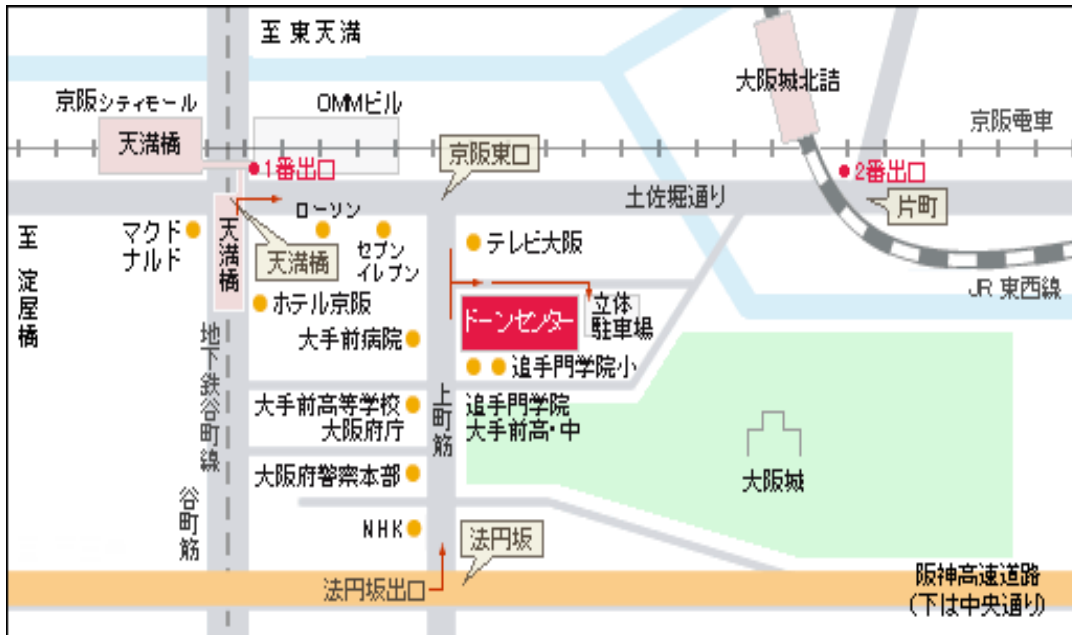 至 東天満
大阪城北詰
京阪シティモール
OMMビル
天満橋
京阪東口
京阪電車
1番出口
2番出口
土佐堀通り
片町
ローソン
マクド
ナルド
至 淀屋橋
天満橋
天満橋
セブン
イレブン
テレビ大阪
JR 東西線
ホテル京阪
ドーンセンター
立体
駐車場
大手前病院
追手門学院小
地下鉄谷町線
上町筋
大手前高等学校
大阪府庁
追手門学院
大手前高・中
大阪府警察本部
大阪城
谷町筋
NHK
法円坂
法円坂出口
阪神高速道路
(下は中央通り)